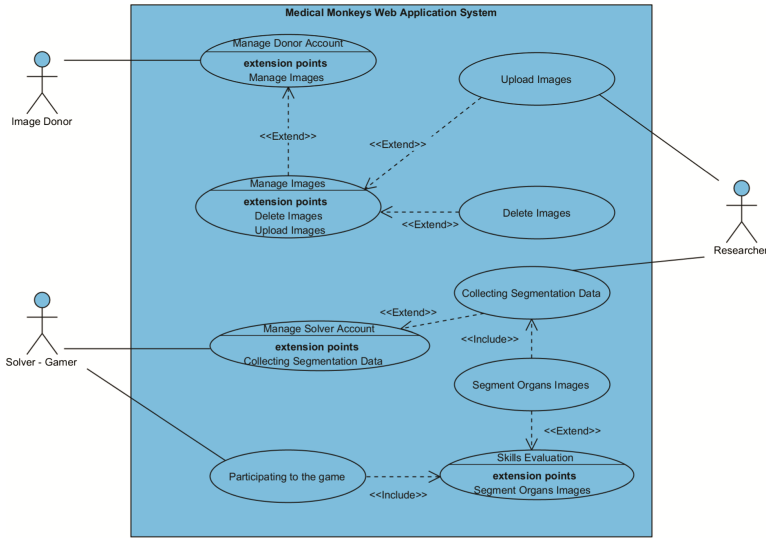 Medical Monkeys Web Application System
Manage Donor Account
extension points
Manage Images
Image Donor
Upload Images
<<Extend>>
<<Extend>>
Manage Images
extension points
Delete Images
Upload Images
Delete Images
<<Extend>>
Researcher
Collecting Segmentation Data
<<Extend>>
Manage Solver Account
extension points
Collecting Segmentation Data
Solver - Gamer
<<Include>>
Segment Organs Images
<<Extend>>
Skills Evaluation
extension points
Segment Organs Images
Participating to the game
<<Include>>